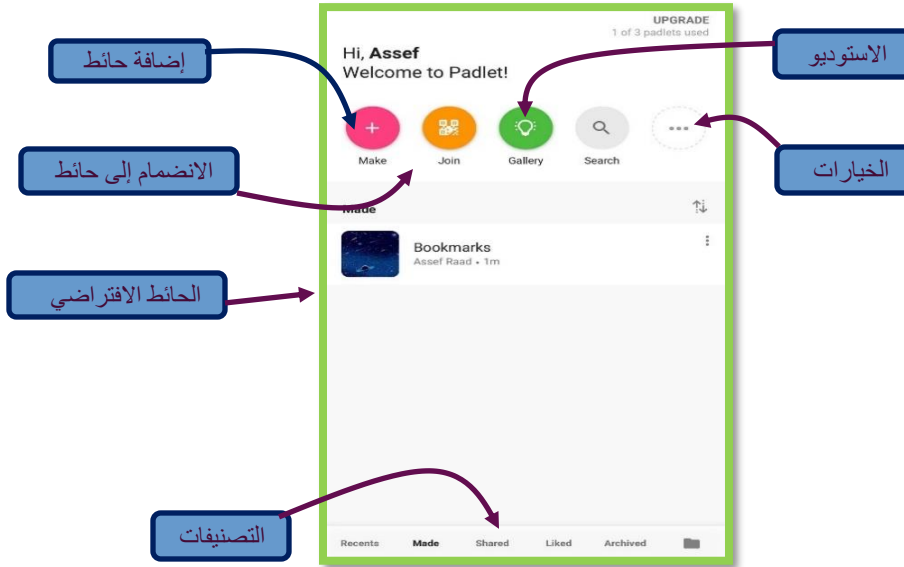 UPGRADE
1 of 3 padlets used
Hi, Assef
Welcome to Padlet!
إضافة حائط
الاستوديو
Make
Join
Gallery
Search
الانضمام إلى حائط
الخيارات
Made
Bookmarks
Assef Raad • 1m
الحائط الافتراضي
التصنيفات
Recents
Made
Shared
Liked
Archived